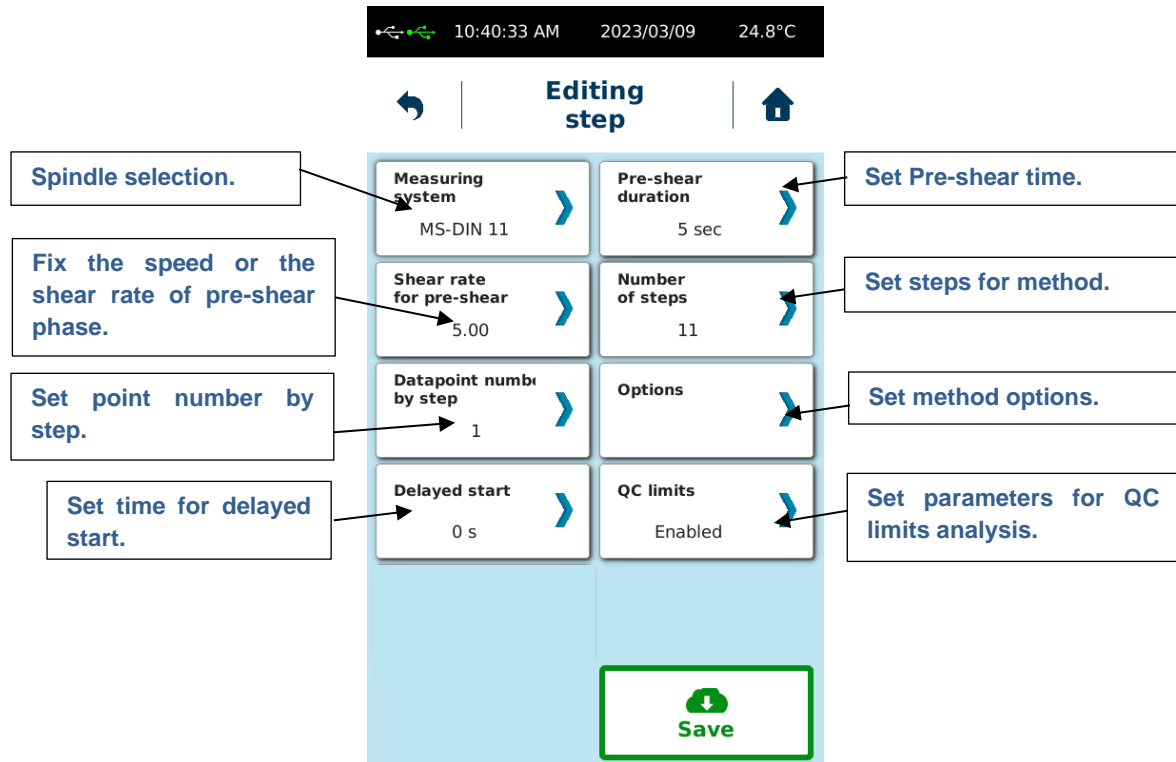 10:40:33 AM 2023/03/09 24.8°C
Editing
step
Spindle selection.
Measuring
system
MS-DIN 11
Pre-shear
duration
5 sec
Set Pre-shear time.
Fix the speed or the
shear rate of pre-shear
phase.
Shear rate
for pre-shear
5.00
Number
of steps
11
Set steps for method.
Set point number by
step.
Datapoint numbe
by step
1
Options
Set method options.
Set time for delayed
start.
Delayed start
0 s
QC limits
Enabled
Set parameters for QC
limits analysis.
Save